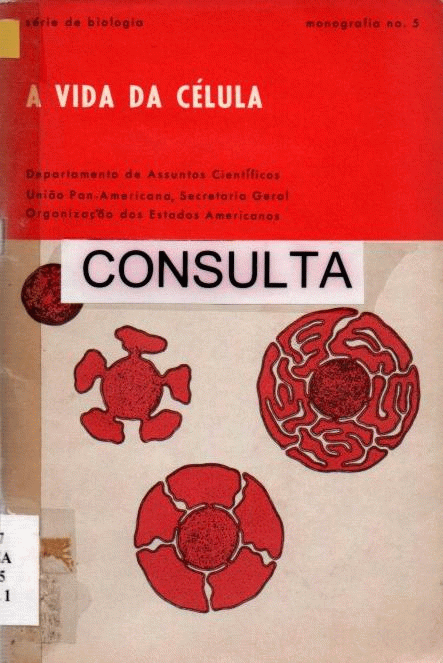 série de biologia monografia no. 5
A VIDA DA CÉLULA
Departamento de Assuntos Científicos
União Pan-Americana, Secretaria Geral
Organização dos Estados Americanos
CONSULTA
7
A
5
1